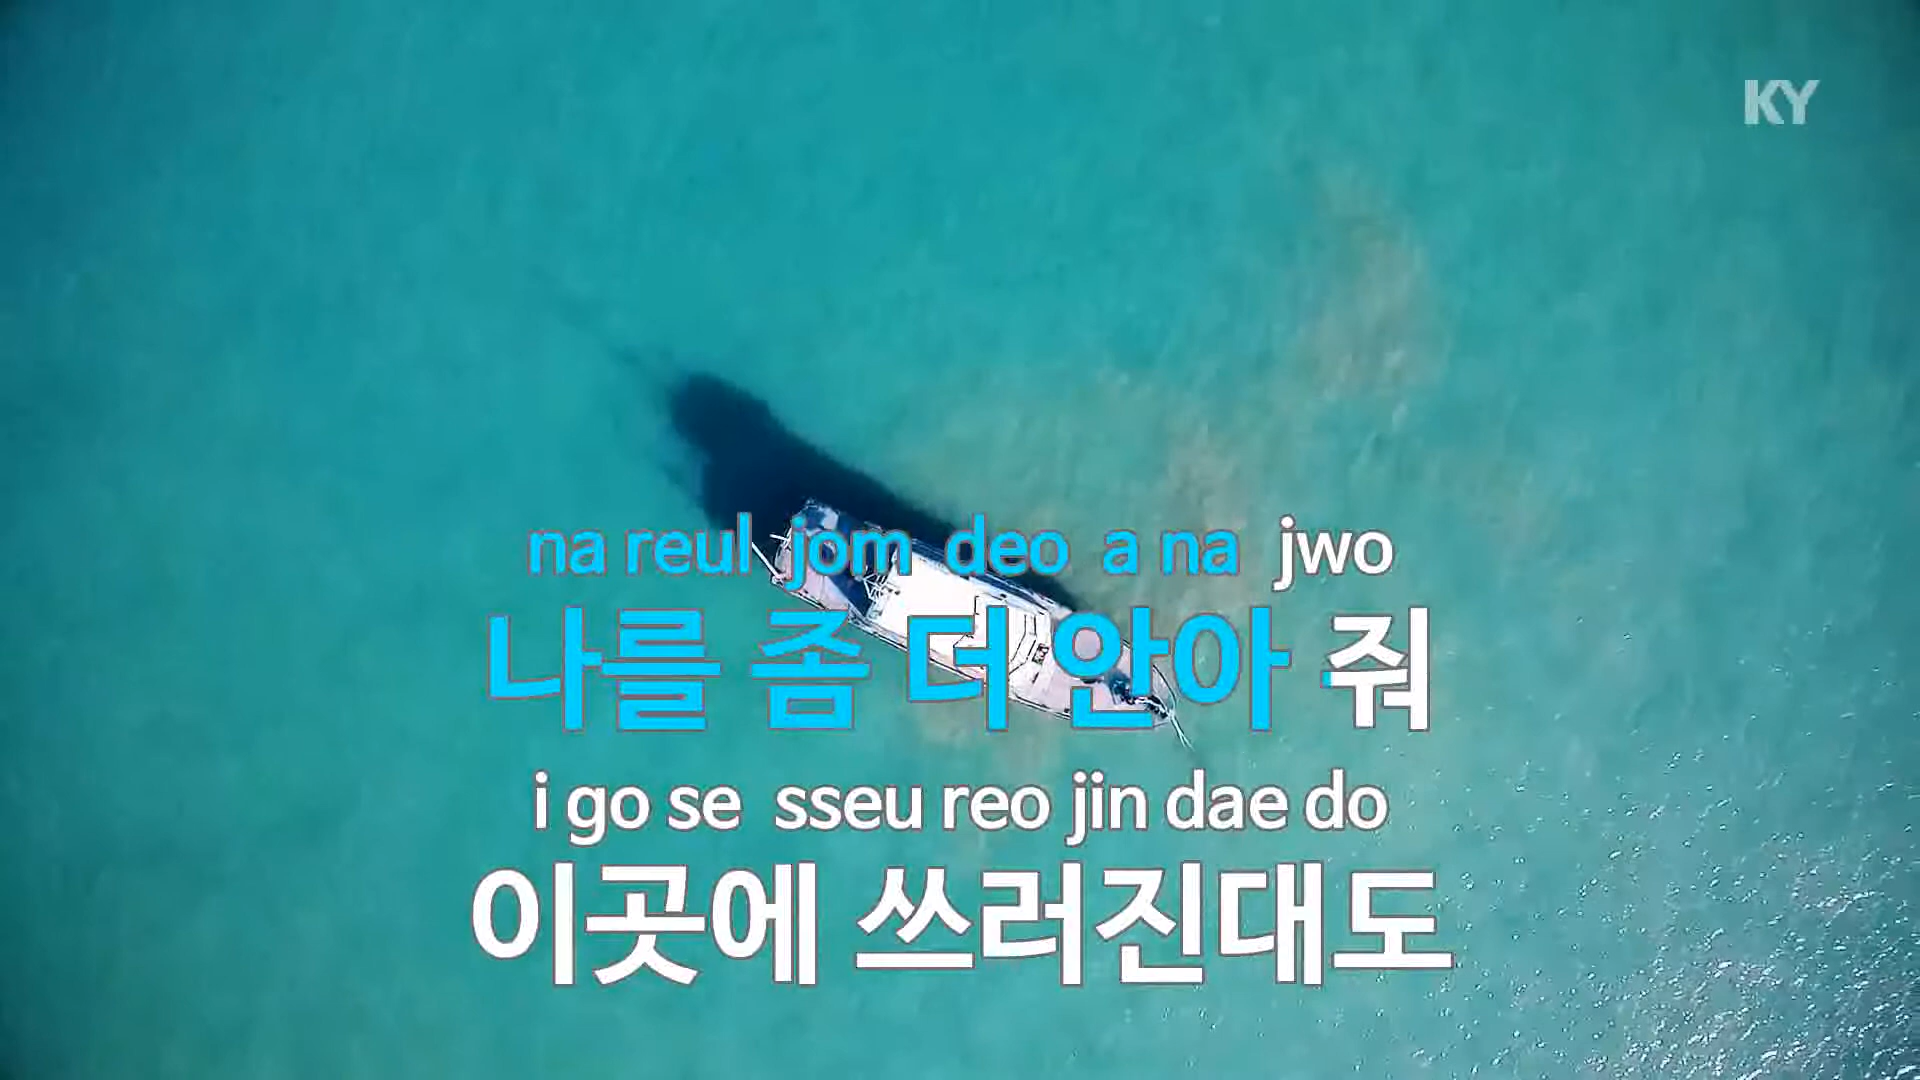 KY
na reul jom deo a na jwo
나를 좀 더 안아 줘
i go se sseu reo jin dae do
이곳에 쓰러진대도